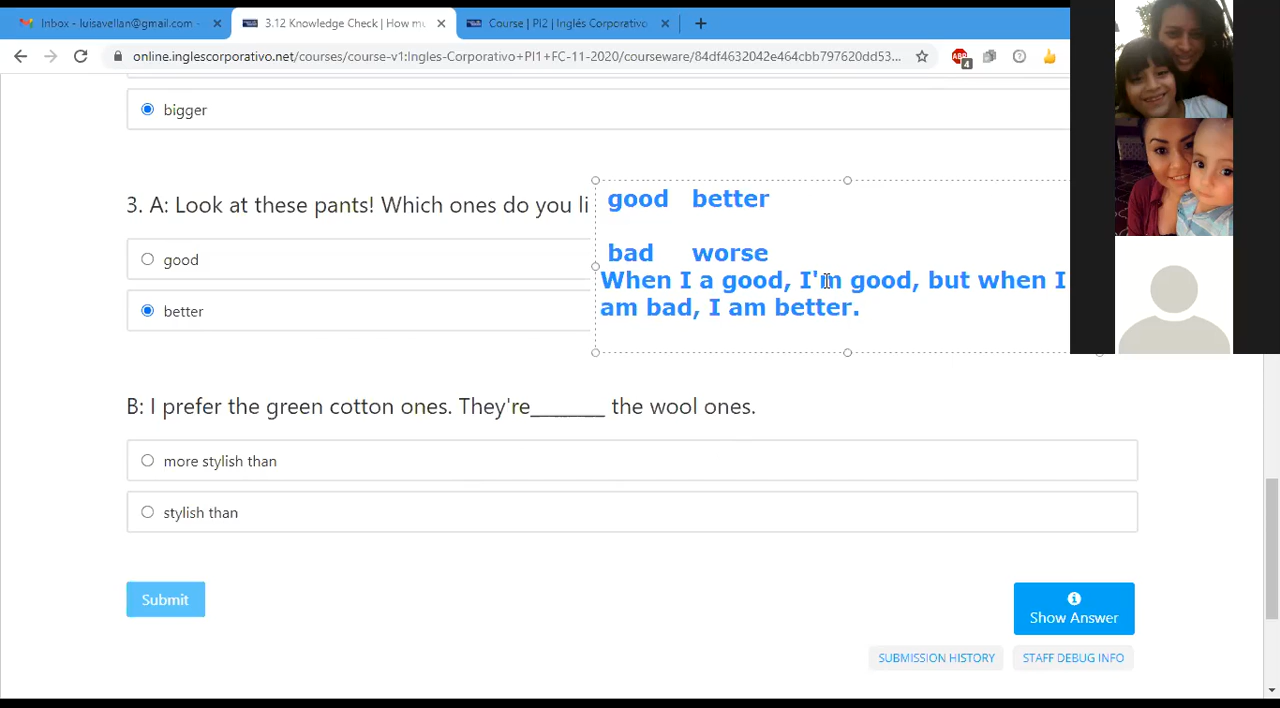 Inbox - luisavellan@gmail.com -
3.12 Knowledge Check | How mu
Course | PI2 | Inglés Corporativo
online.inglescorporativo.net/courses/course-v1:Ingles-Corporativo+PI1+FC-11-2020/courseware/84df4632042e464cbb797620dd53...
4
bigger
3. A: Look at these pants! Which ones do you li
good
better
good better
bad worse
When I a good, I'm good, but when I
am bad, I am better.
B: I prefer the green cotton ones. They're_______ the wool ones.
more stylish than
stylish than
Submit
Show Answer
SUBMISSION HISTORY
STAFF DEBUG INFO